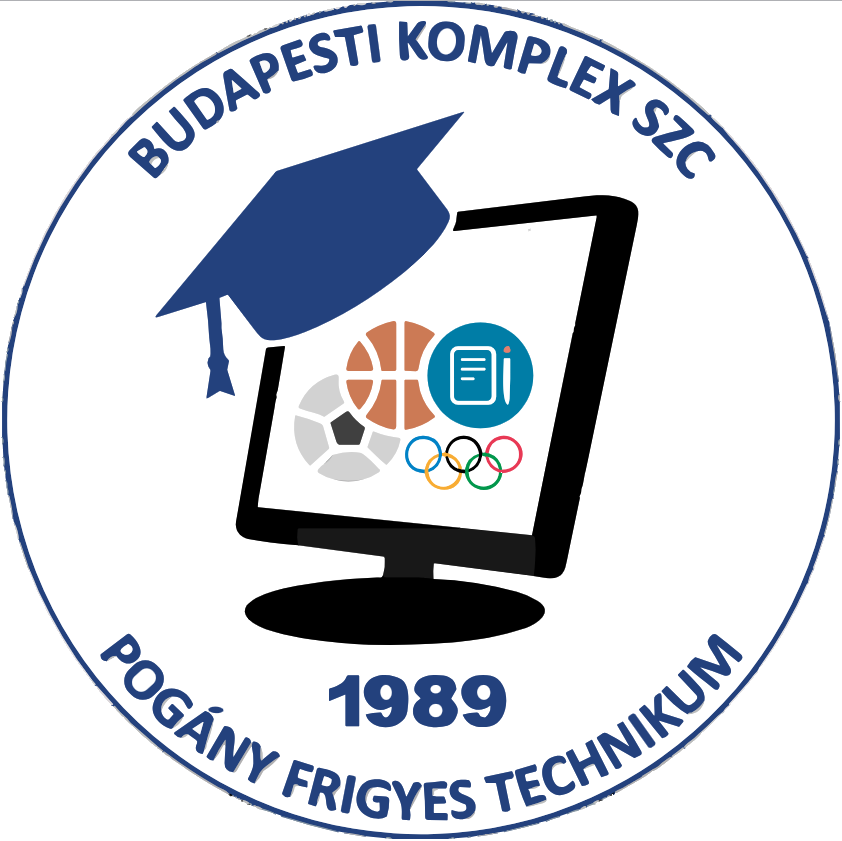 BUDAPESTI KOMPLEX SZC
1989
POGÁNY FRIGYES TECHNIKUM